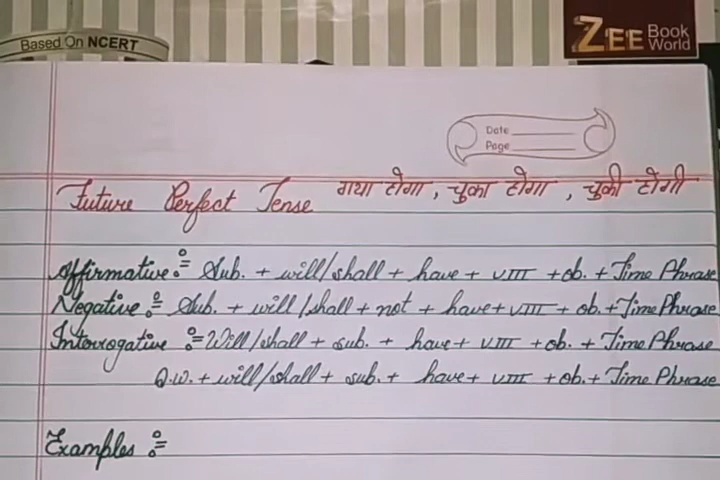 Based On NCERT
ZEE Book World
Date
Page
Future Perfect Tense गया होगा, चुका होगा, चुकी होगी
Affirmative:= Sub. + will/shall + have + VIII + ob. + Time Phrase
Negative:= Sub. + will/shall + not + have + VIII + ob. + Time Phrase
Interrogative := Will/shall + sub. + have + VIII + ob. + Time Phrase
Q.w. + will/shall + sub. + have + VIII + ob. + Time Phrase
Examples :=